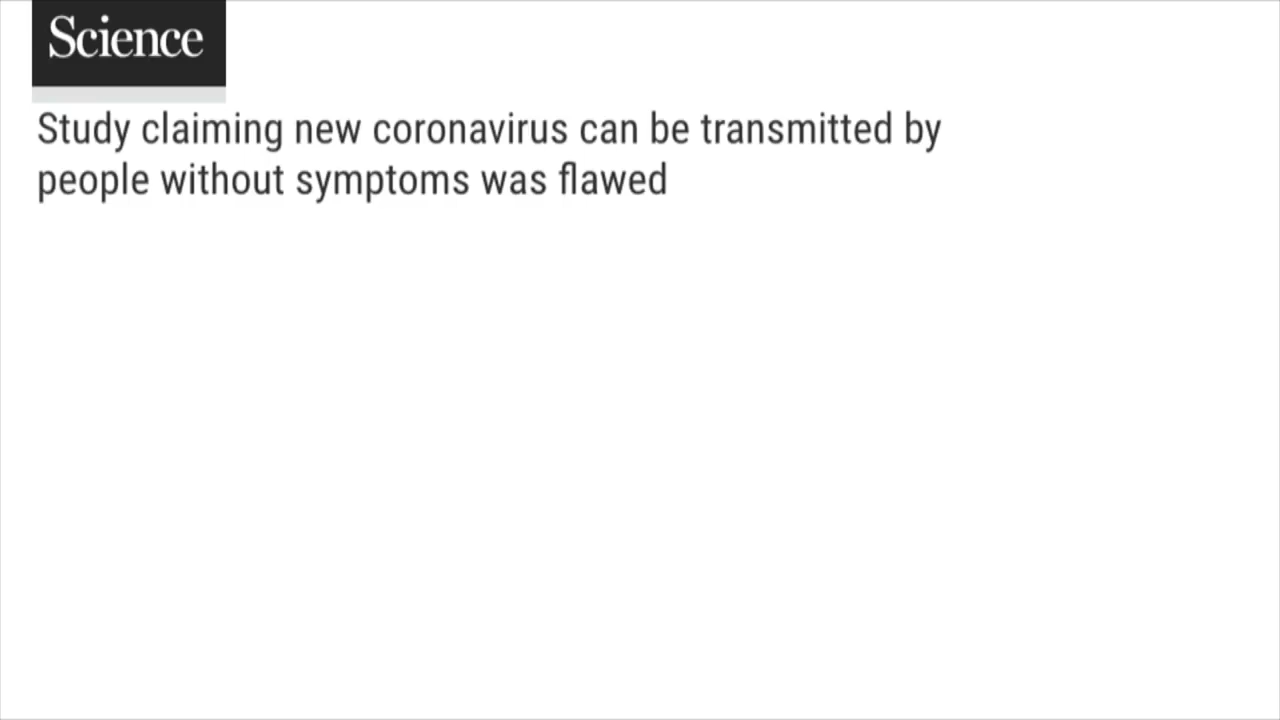 Science
Study claiming new coronavirus can be transmitted by
people without symptoms was flawed